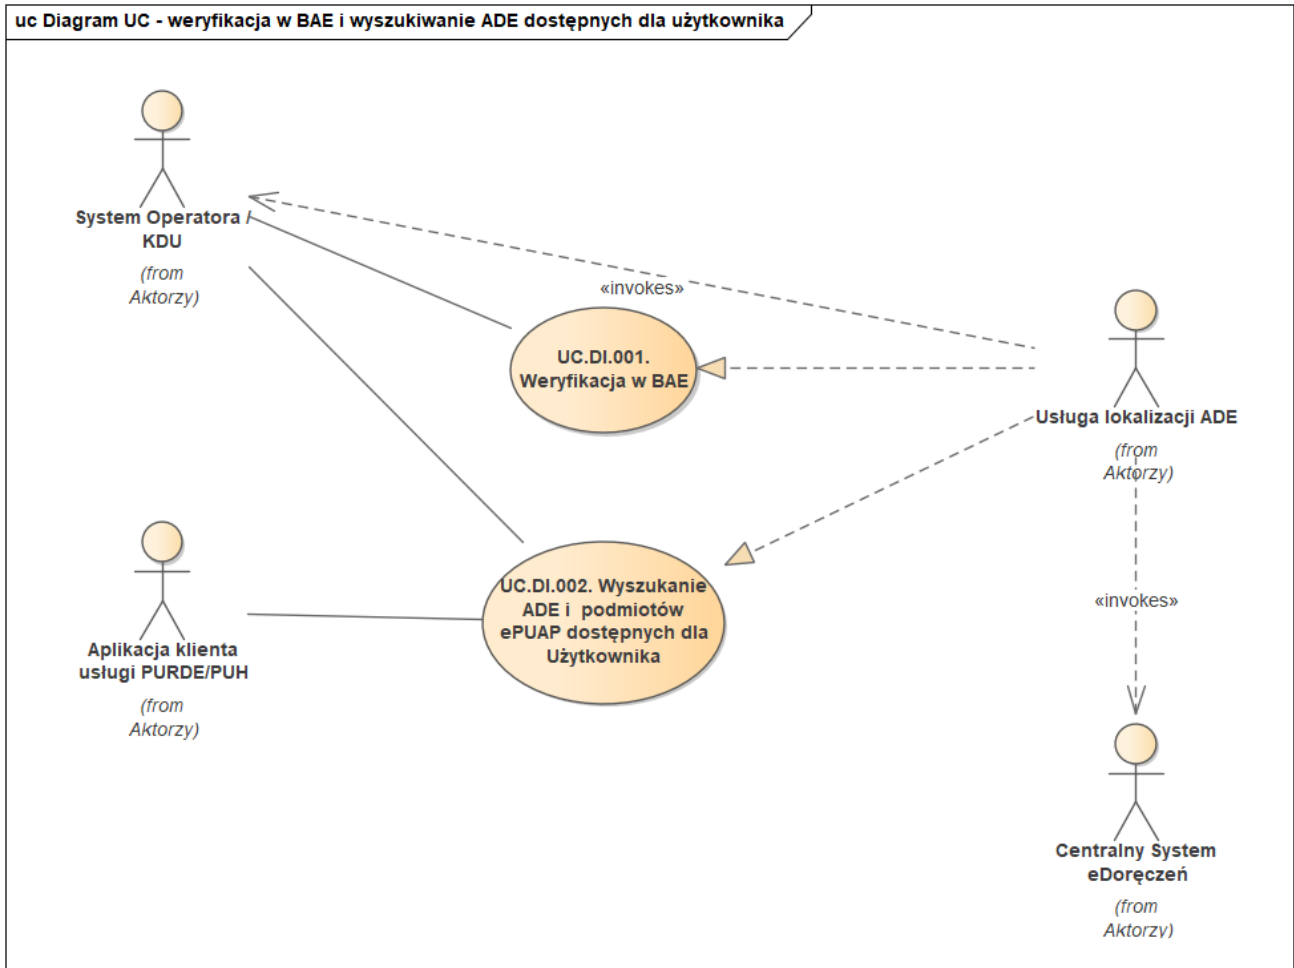 uc Diagram UC - weryfikacja w BAE i wyszukiwanie ADE dostępnych dla użytkownika
System Operatora /
KDU
(from
Aktorzy)
«invokes»
UC.DI.001.
Weryfikacja w BAE
Usługa lokalizacji ADE
(from
Aktorzy)
UC.DI.002. Wyszukanie
ADE i  podmiotów
ePUAP dostępnych dla
Użytkownika
«invokes»
Aplikacja klienta
usługi PURDE/PUH
(from
Aktorzy)
Centralny System
eDoręczeń
(from
Aktorzy)